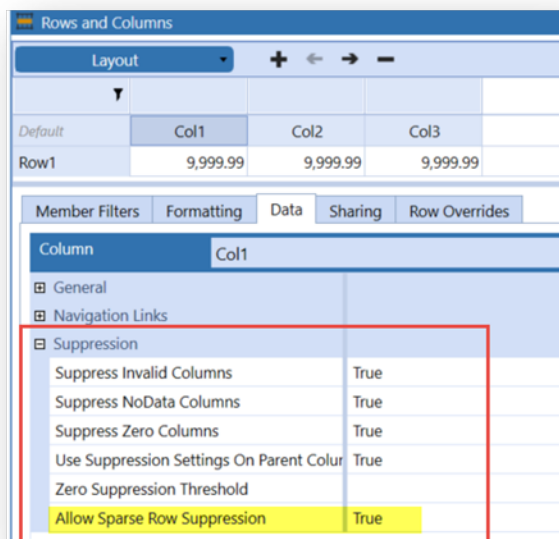 Rows and Columns
Layout
Default Col1 Col2 Col3
Row1 9,999.99 9,999.99 9,999.99
Member Filters Formatting Data Sharing Row Overrides
Column Col1
General
Navigation Links
Suppression
Suppress Invalid Columns True
Suppress NoData Columns True
Suppress Zero Columns True
Use Suppression Settings On Parent Colur True
Zero Suppression Threshold
Allow Sparse Row Suppression True